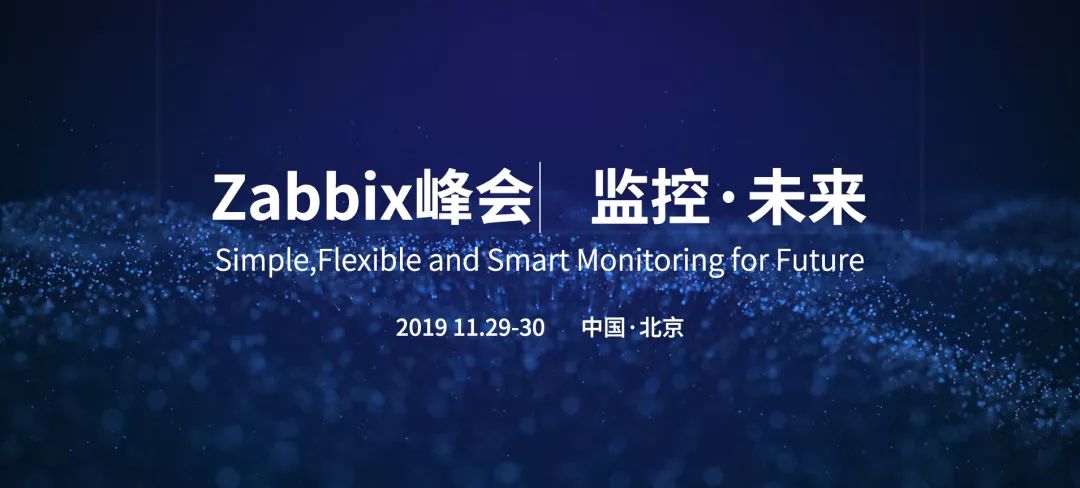 Zabbix峰会| 监控·未来
Simple,Flexible and Smart Monitoring for Future
2019 11.29-30 中国·北京